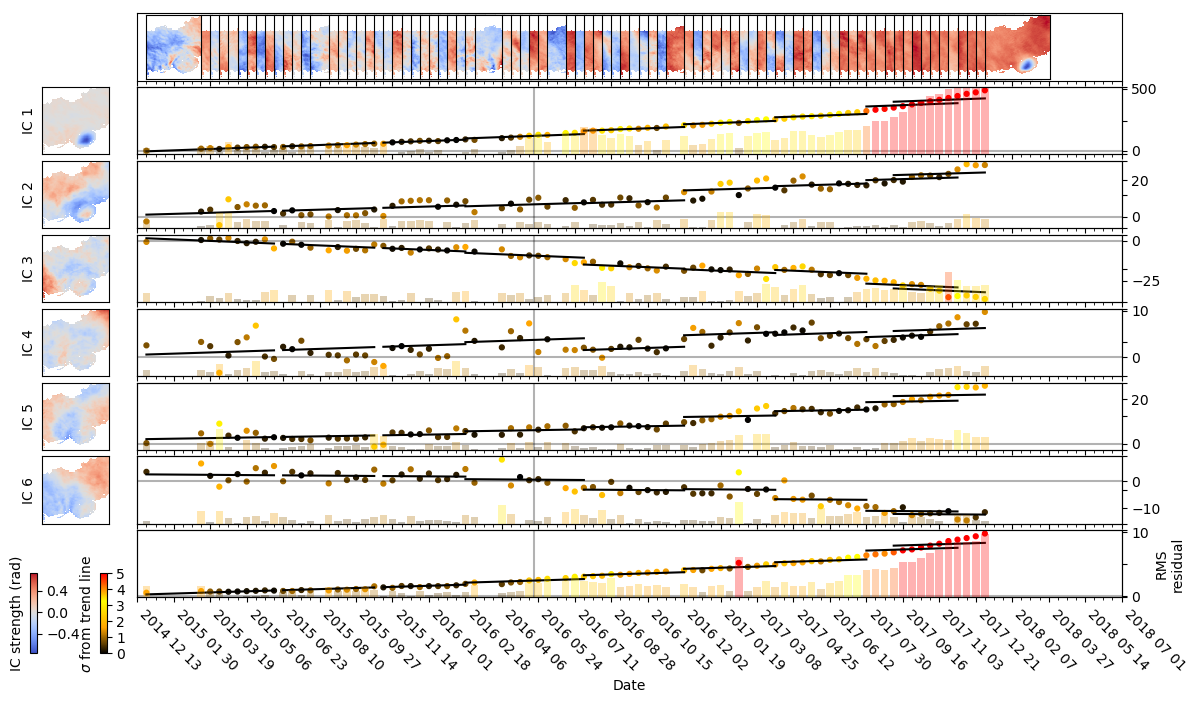 IC 1
500
0
IC 2
20
0
IC 3
0
−25
IC 4
10
0
IC 5
20
0
IC 6
0
−10
10
0
RMS
residual
IC strength (rad)
0.4
0.0
−0.4
σ from trend line
5
4
3
2
1
0
2014 12 13
2015 01 30
2015 03 19
2015 05 06
2015 06 23
2015 08 10
2015 09 27
2015 11 14
2016 01 01
2016 02 18
2016 04 06
2016 05 24
2016 07 11
2016 08 28
2016 10 15
2016 12 02
2017 01 19
2017 03 08
2017 04 25
2017 06 12
2017 07 30
2017 09 16
2017 11 03
2017 12 21
2018 02 07
2018 03 27
2018 05 14
2018 07 01
Date